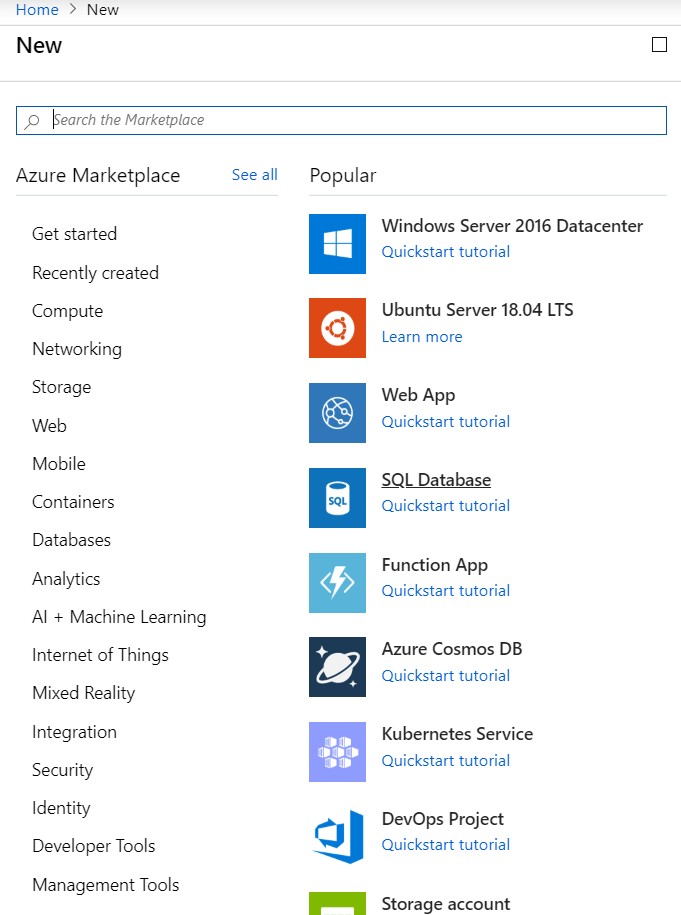 Home > New
New
Search the Marketplace
Azure Marketplace
See all
Get started
Recently created
Compute
Networking
Storage
Web
Mobile
Containers
Databases
Analytics
AI + Machine Learning
Internet of Things
Mixed Reality
Integration
Security
Identity
Developer Tools
Management Tools
Popular
Windows Server 2016 Datacenter
Quickstart tutorial
Ubuntu Server 18.04 LTS
Learn more
Web App
Quickstart tutorial
SQL
SQL Database
Quickstart tutorial
Function App
Quickstart tutorial
Azure Cosmos DB
Quickstart tutorial
Kubernetes Service
Quickstart tutorial
DevOps Project
Quickstart tutorial
Storage account